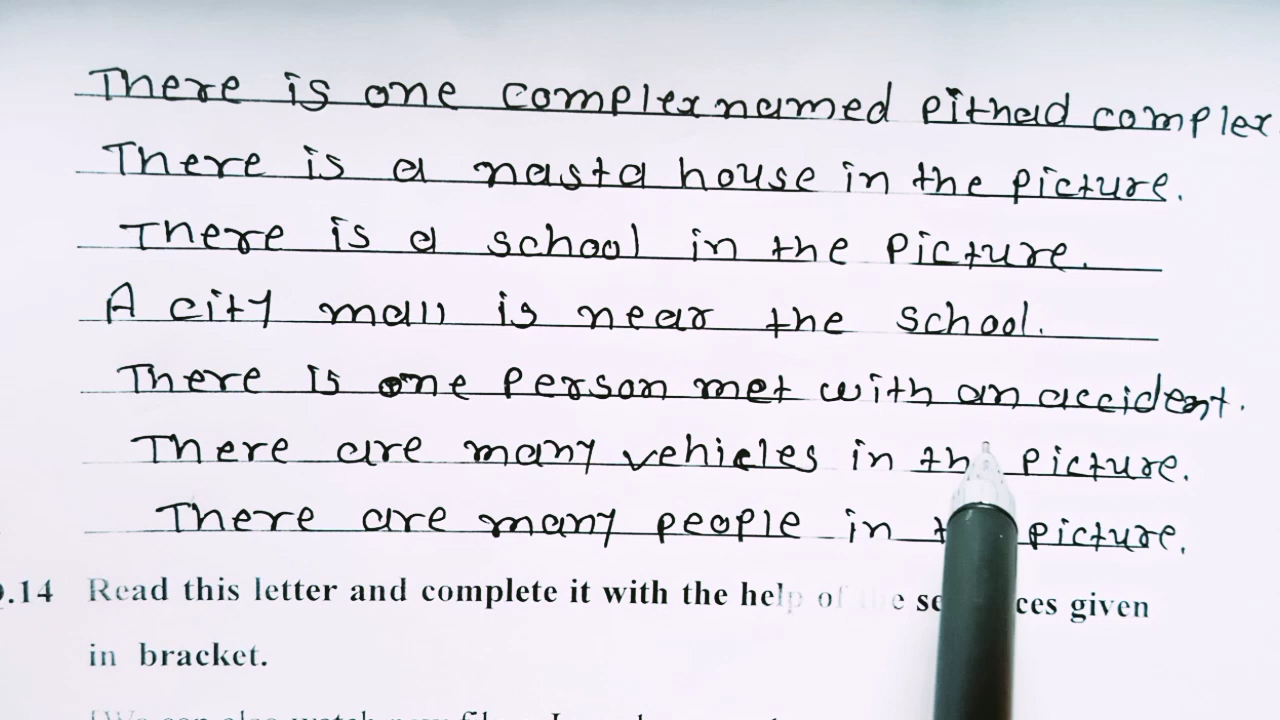 There is one complex named Pithad complex
There is a nasta house in the picture.
There is a school in the picture.
A city mall is near the school.
There is one person met with an accident.
There are many vehicles in the picture.
There are many people in picture.
.14 Read this letter and complete it with the help of given
in bracket.